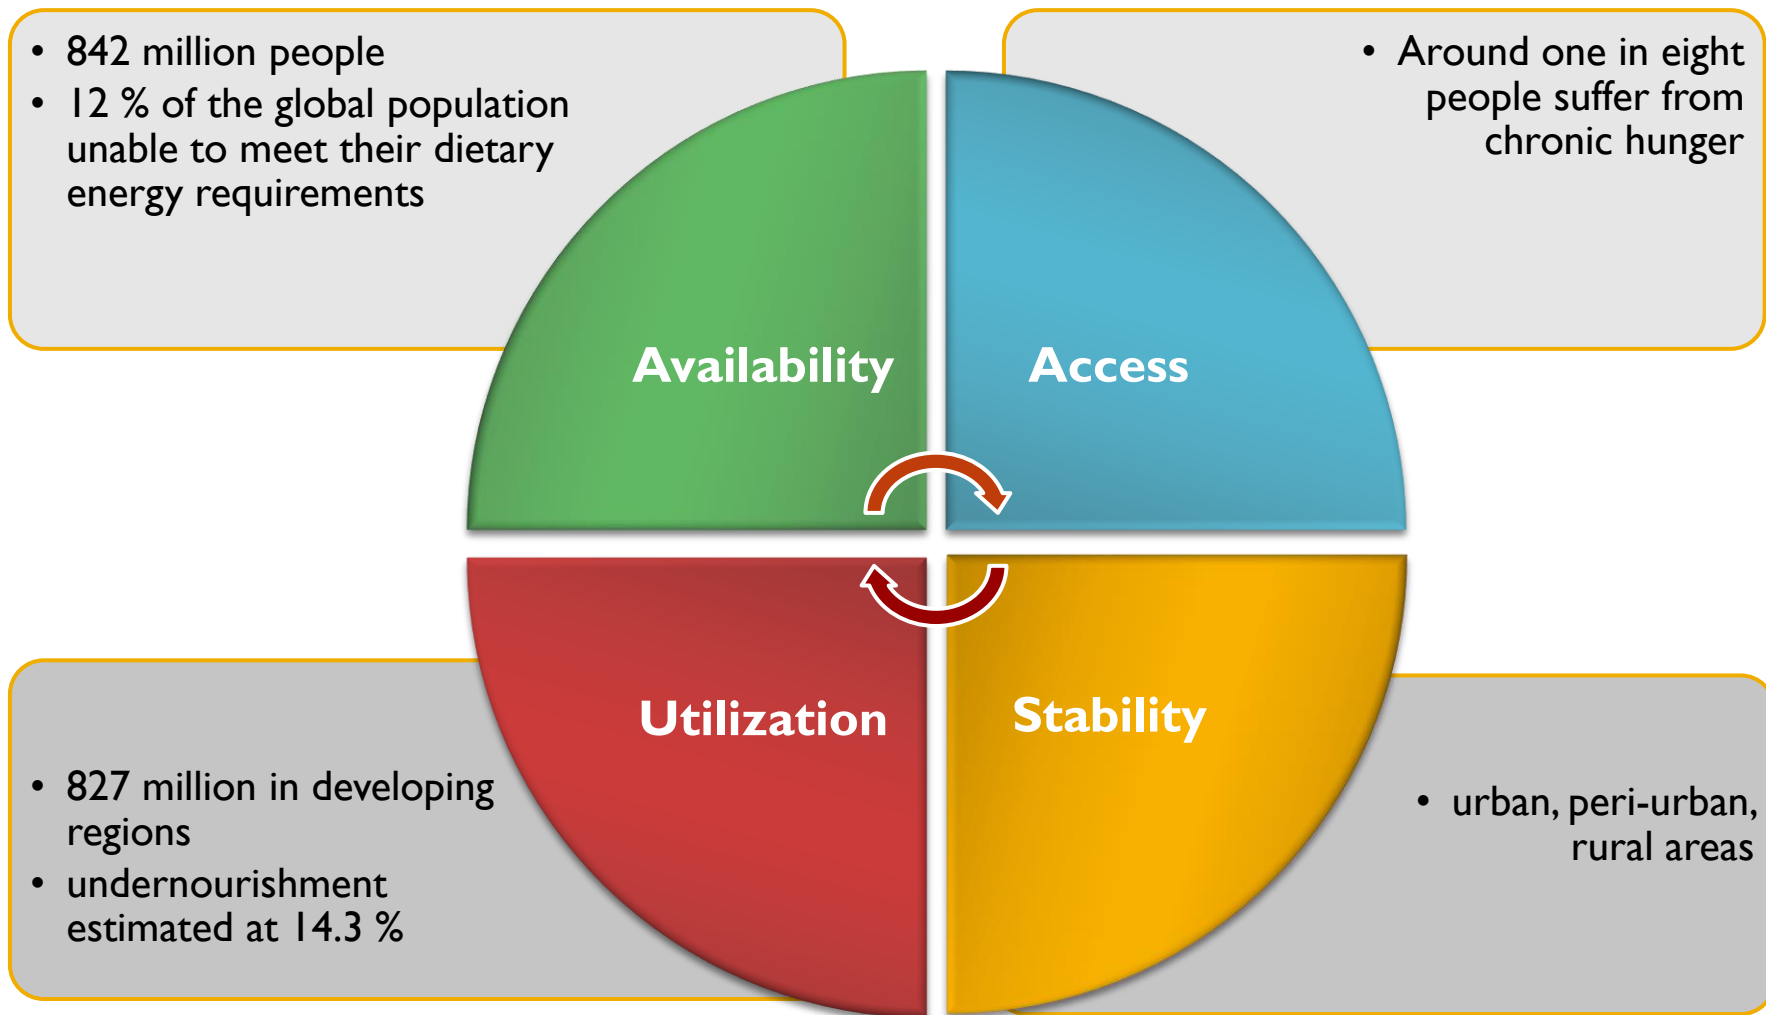 • 842 million people
• 12 % of the global population
unable to meet their dietary
energy requirements
• Around one in eight
people suffer from
chronic hunger
Availability
Access
Utilization
Stability
• 827 million in developing
regions
• undernourishment
estimated at 14.3 %
• urban, peri-urban,
rural areas